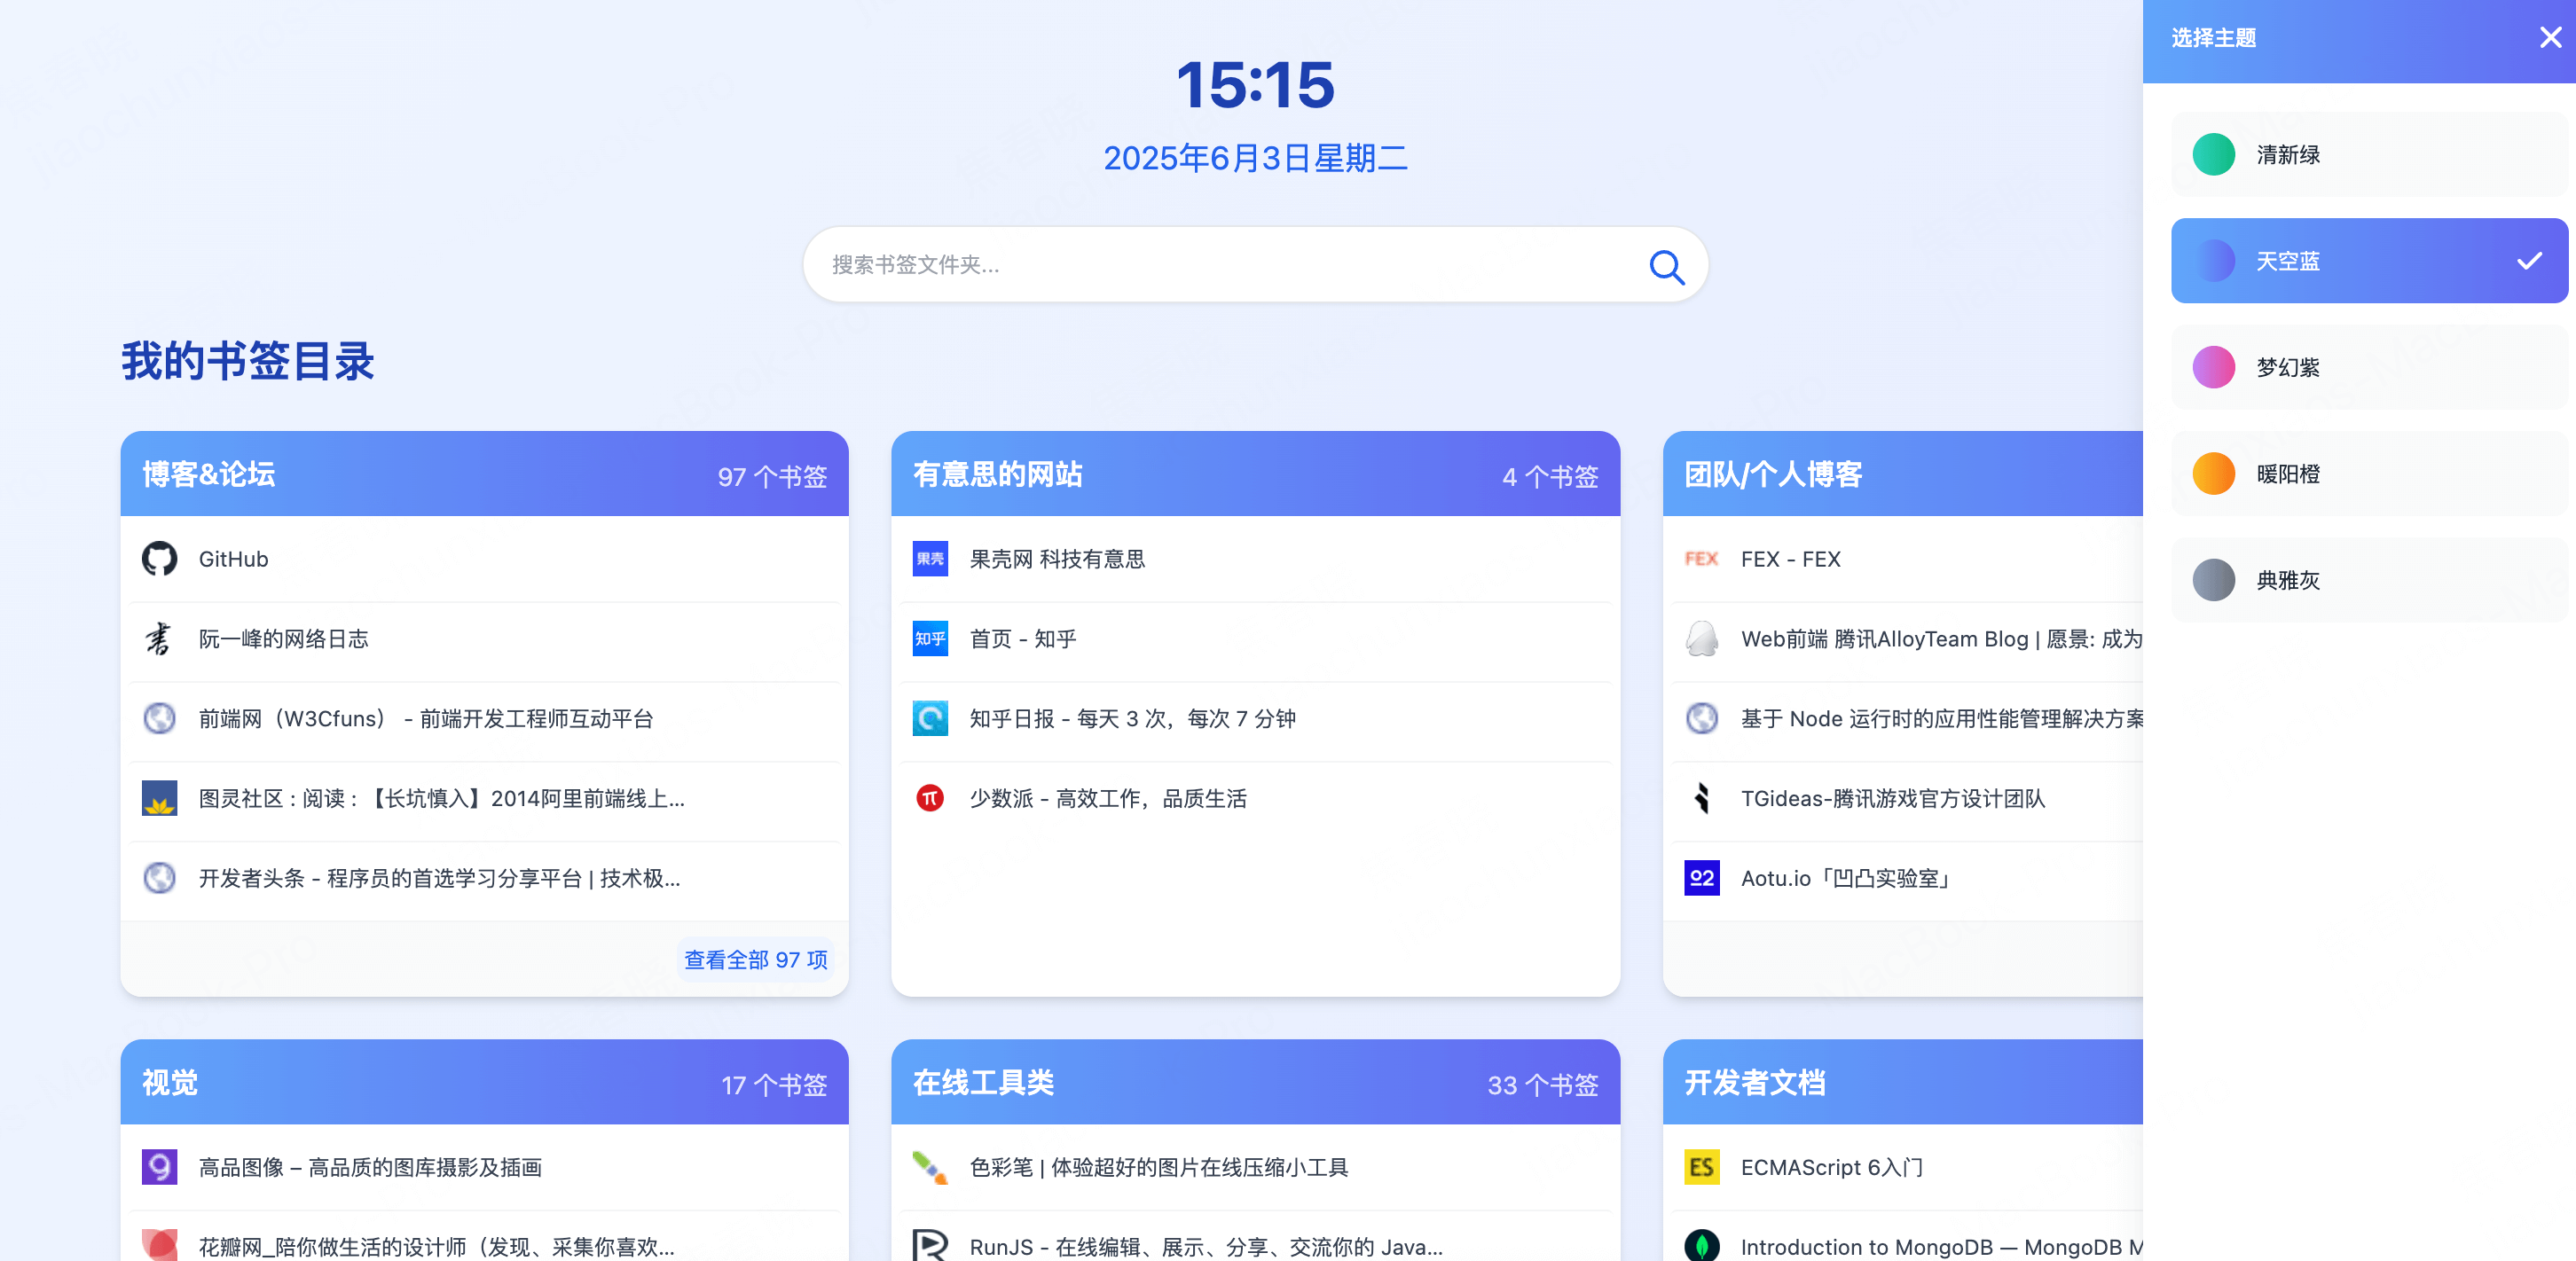 15:15
2025年6月3日星期二
搜索书签文件夹...
我的书签目录
博客&论坛
97 个书签
GitHub
阮一峰的网络日志
前端网（W3Cfuns） - 前端开发工程师互动平台
图灵社区 : 阅读 : 【长坑慎入】2014阿里前端线上...
开发者头条 - 程序员的首选学习分享平台 | 技术极...
查看全部 97 项
有意思的网站
4 个书签
果壳
果壳网 科技有意思
知乎
首页 - 知乎
知乎日报 - 每天 3 次，每次 7 分钟
少数派 - 高效工作，品质生活
团队/个人博客
FEX
FEX - FEX
Web前端 腾讯AlloyTeam Blog | 愿景: 成为
基于 Node 运行时的应用性能管理解决方案
TGideas-腾讯游戏官方设计团队
Aotu.io「凹凸实验室」
视觉
17 个书签
高品图像 – 高品质的图库摄影及插画
花瓣网_陪你做生活的设计师（发现、采集你喜欢...
在线工具类
33 个书签
色彩笔 | 体验超好的图片在线压缩小工具
RunJS - 在线编辑、展示、分享、交流你的 Java...
开发者文档
ES
ECMAScript 6入门
Introduction to MongoDB — MongoDB M
选择主题
清新绿
天空蓝
梦幻紫
暖阳橙
典雅灰